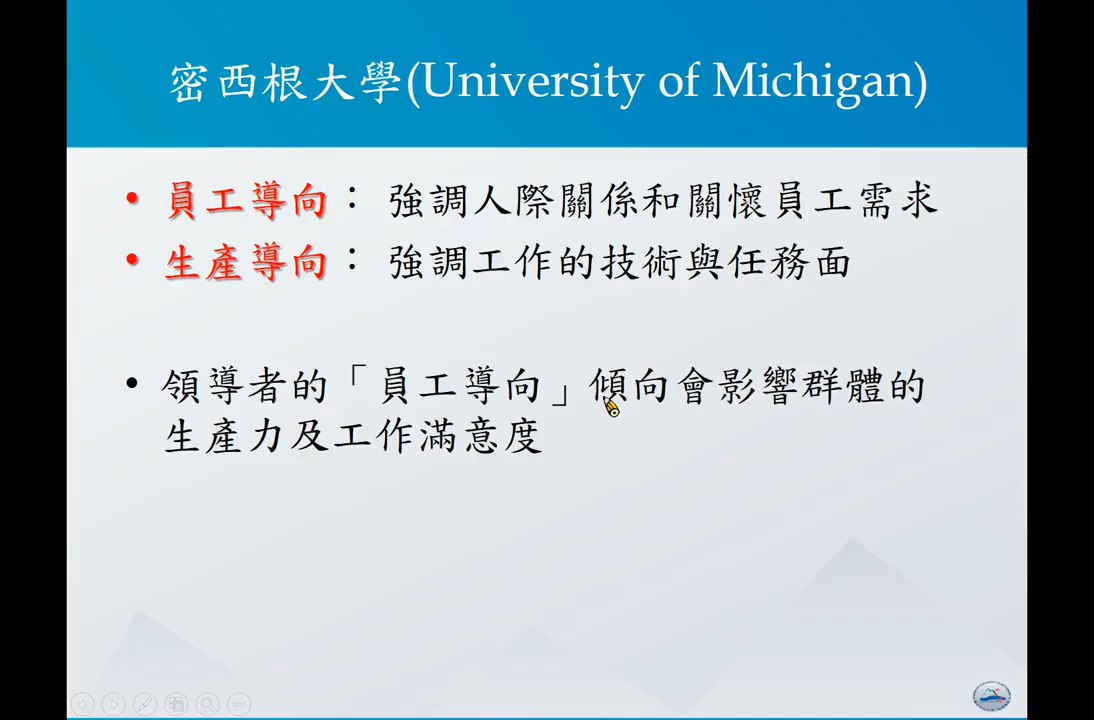 密西根大學(University of Michigan)
• 員工導向： 強調人際關係和關懷員工需求
• 生產導向： 強調工作的技術與任務面
• 領導者的「員工導向」傾向會影響群體的
生產力及工作滿意度